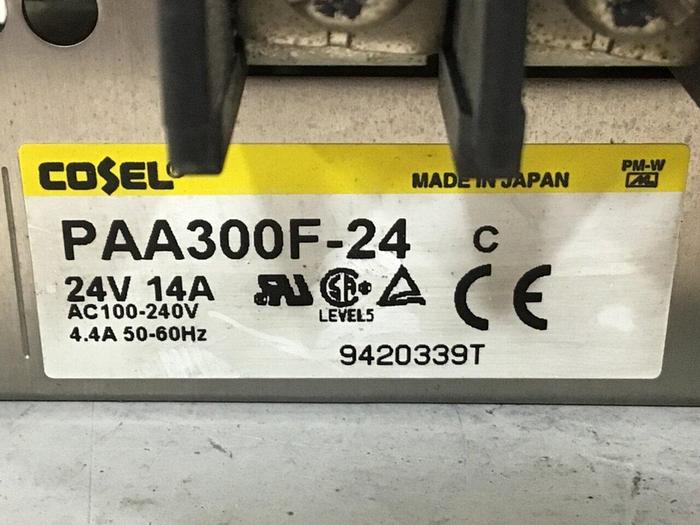 COSEL®
MADE IN JAPAN
PM-W
PAA300F-24 C
24V 14A
AC100-240V
4.4A 50-60Hz
LEVEL5
CE
9420339T